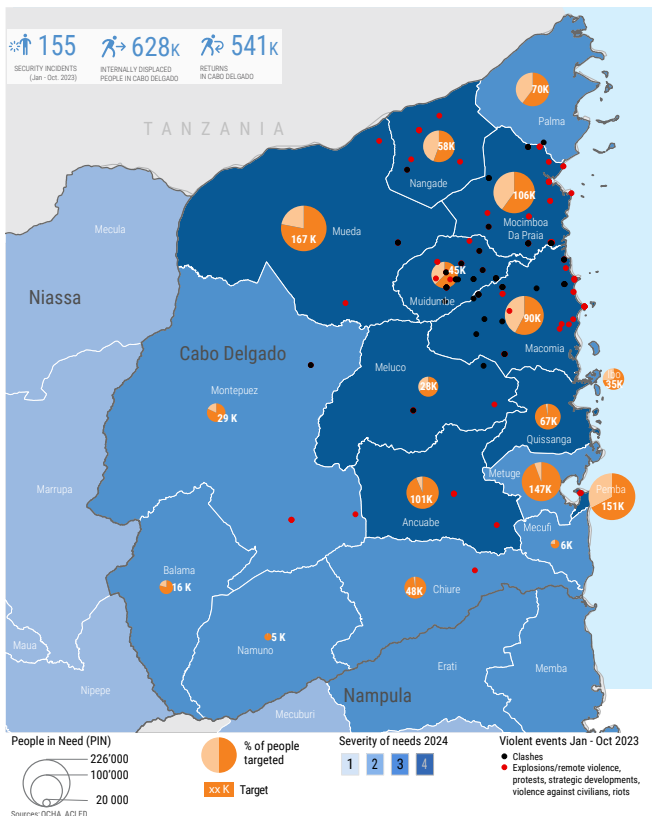 155
SECURITY INCIDENTS
(Jan - Oct. 2023)
628K
INTERNALLY DISPLACED
PEOPLE IN CABO DELGADO
541K
RETURNS
IN CABO DELGADO
TANZANIA
70K
Palma
58K
Nangade
106K
Mocimboa
Da Praia
Mecula
167 K
Mueda
Niassa
45K
Muidumbe
90K
Macomia
Cabo Delgado
Meluco
28K
Montepuez
29 K
Ibo
35K
67K
Quissanga
Marrupa
Metuge
147K
Pemba
151K
101K
Ancuabe
Mecufi
6K
Balama
16 K
48K
Chiure
5 K
Namuno
Maua
Nipepe
Erati
Memba
Nampula
Mecuburi
People in Need (PIN)
226'000
100'000
20 000
Sources: OCHA, ACLED
% of people
targeted
xx K Target
Severity of needs 2024
1 2 3 4
Violent events Jan - Oct 2023
Clashes
Explosions/remote violence,
protests, strategic developments,
violence against civilians, riots